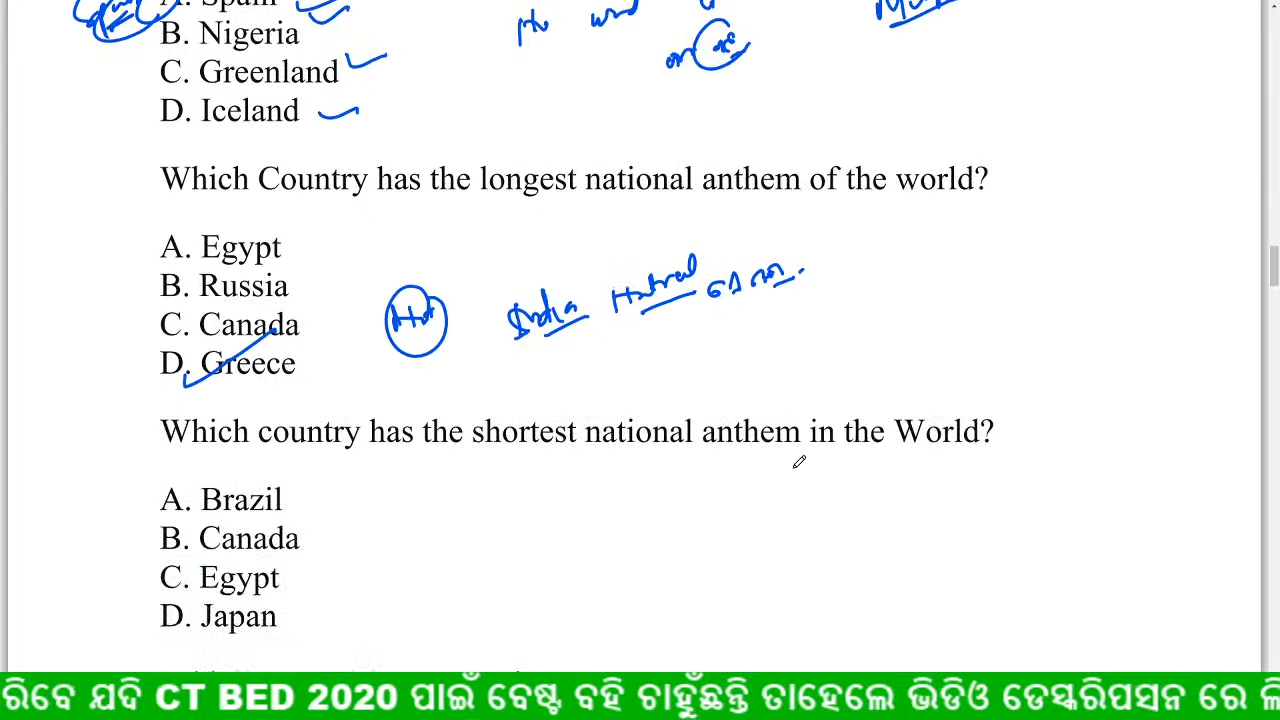 A. Spain
B. Nigeria
C. Greenland
D. Iceland
Which Country has the longest national anthem of the world?
A. Egypt
B. Russia
C. Canada
D. Greece
India
Which country has the shortest national anthem in the World?
A. Brazil
B. Canada
C. Egypt
D. Japan
ରିବେ ଯଦି CT BED 2020 ପାଇଁ ବେଷ୍ଟ ବହି ଚାହୁଁଛନ୍ତି ତାହେଲେ ଭିଡିଓ ଡେସ୍କରିପସନ ରେ ଲି